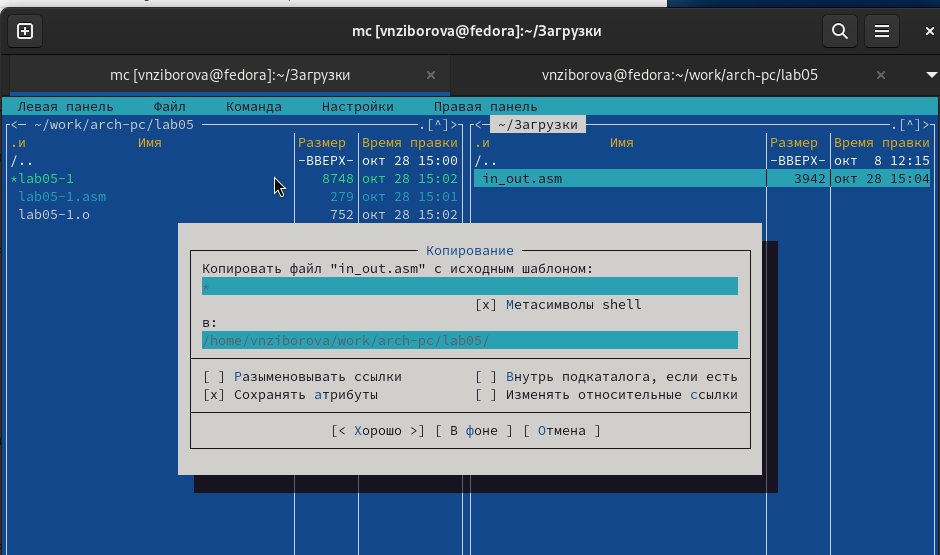 mc [vnziborova@fedora]:~/Загрузки
mc [vnziborova@fedora]:~/Загрузки
vnziborova@fedora:~/work/arch-pc/lab05
Левая панель Файл Команда Настройки Правая панель
<— ~/work/arch-pc/lab05 .[^]> <— ~/Загрузки .[^]>
.и Имя Размер Время правки .и Имя Размер Время правки
/.. -ВВЕРХ- окт 28 15:00 /.. -ВВЕРХ- окт 8 12:15
*lab05-1 8748 окт 28 15:02 in_out.asm 3942 окт 28 15:04
lab05-1.asm 279 окт 28 15:01
lab05-1.o 752 окт 28 15:02
Копирование
Копировать файл "in_out.asm" с исходным шаблоном:
*
[x] Метасимволы shell
в:
/home/vnziborova/work/arch-pc/lab05/
[ ] Разыменовывать ссылки [ ] Внутрь подкаталога, если есть
[x] Сохранять атрибуты [ ] Изменять относительные ссылки
[< Хорошо >] [ В фоне ] [ Отмена ]